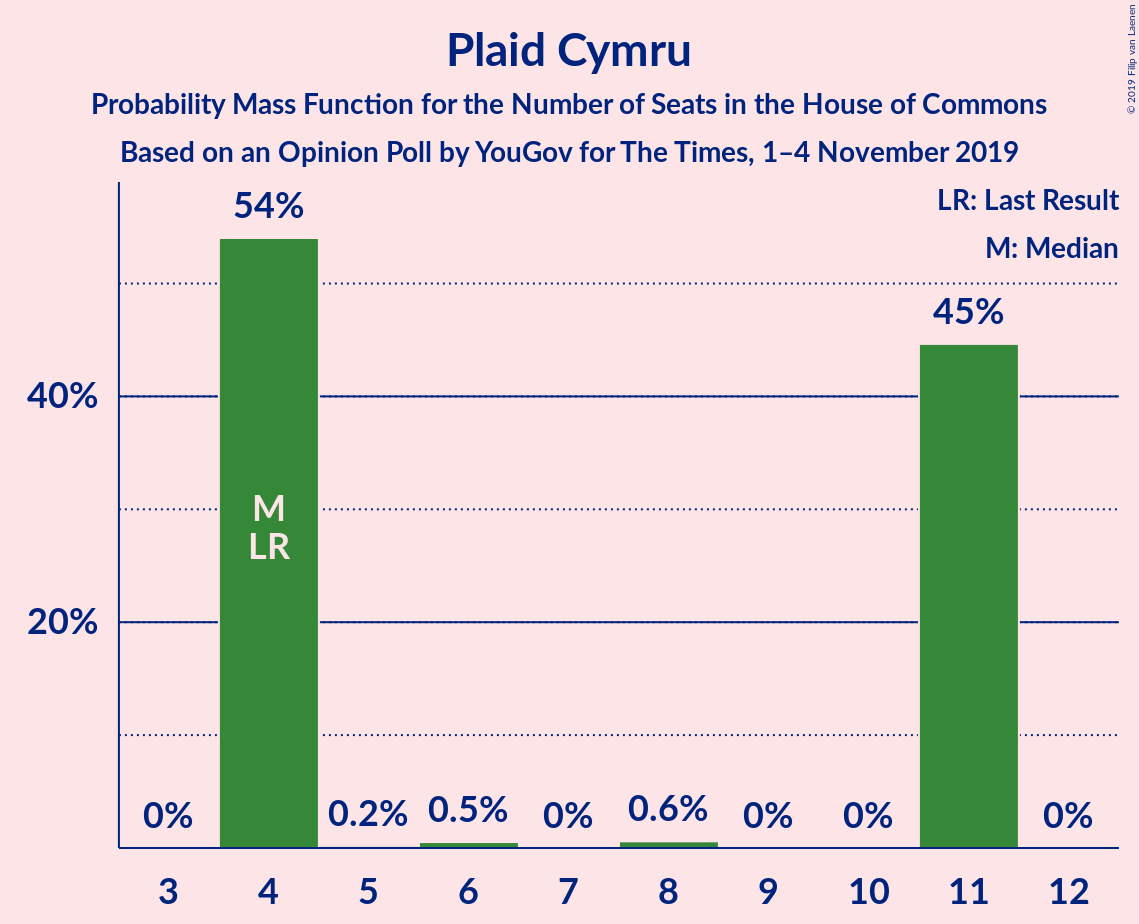 Plaid Cymru
Probability Mass Function for the Number of Seats in the House of Commons
Based on an Opinion Poll by YouGov for The Times, 1–4 November 2019
© 2019 Filip van Laenen
LR: Last Result
M: Median
54%
45%
40%
20%
M
LR
0%
0.2%
0.5%
0%
0.6%
0%
0%
0%
3
4
5
6
7
8
9
10
11
12